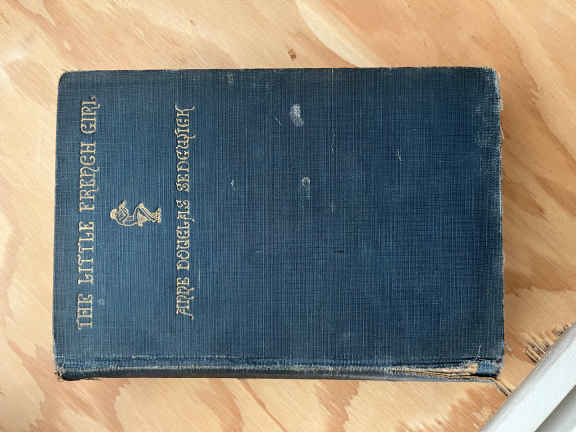 THE LITTLE FRENCH GIRL
ANNE DOUGLAS SEDGWICK